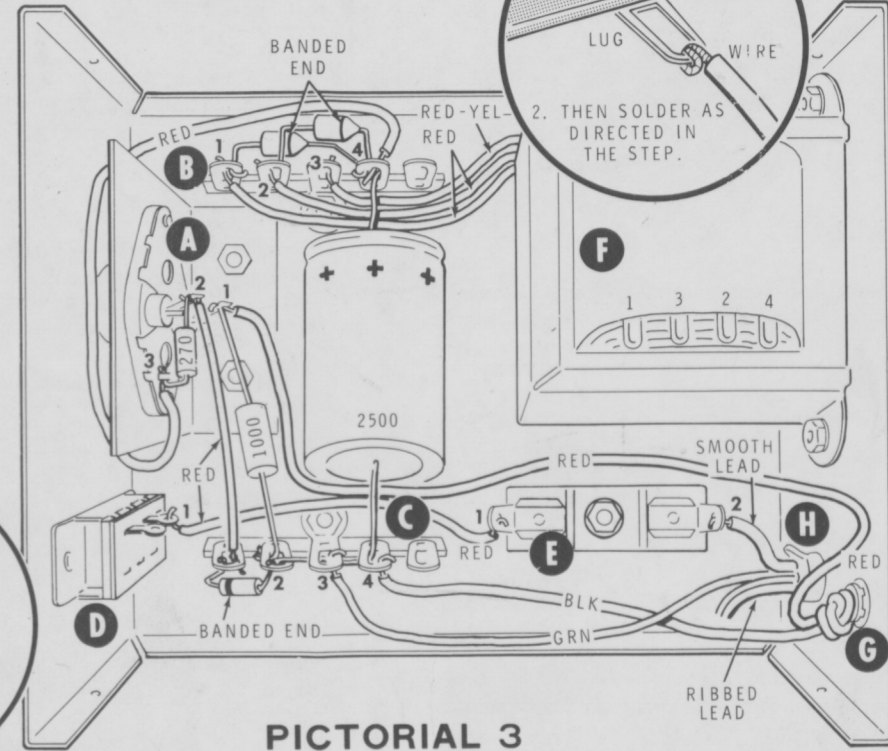 LUG
WIRE
2. THEN SOLDER AS
DIRECTED IN
THE STEP.
BANDED
END
RED-YEL
RED
RED
1
2
3
4
B
A
F
1 3 2 4
2
1
3
270
+ + +
1000
2500
RED
RED
SMOOTH
LEAD
1
C
1
E
2
H
RED
RED
2
3
4
D
BANDED END
BLK
GRN
G
RIBBED
LEAD
PICTORIAL 3